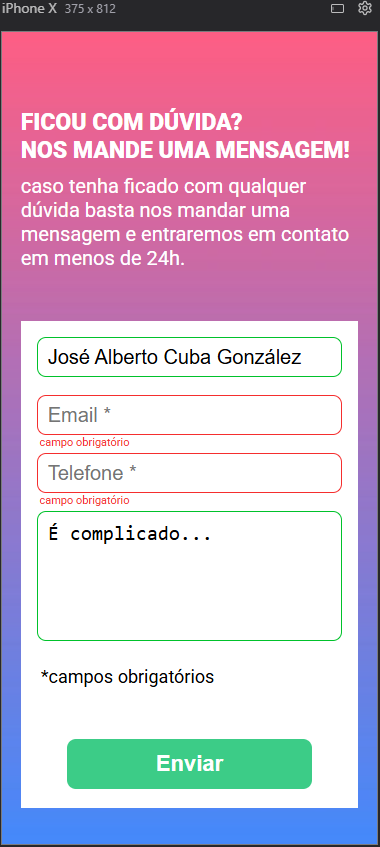 iPhone X 375 x 812
FICOU COM DÚVIDA?
NOS MANDE UMA MENSAGEM!
caso tenha ficado com qualquer
dúvida basta nos mandar uma
mensagem e entraremos em contato
em menos de 24h.
José Alberto Cuba González
Email *
campo obrigatório
Telefone *
campo obrigatório
É complicado...
*campos obrigatórios
Enviar